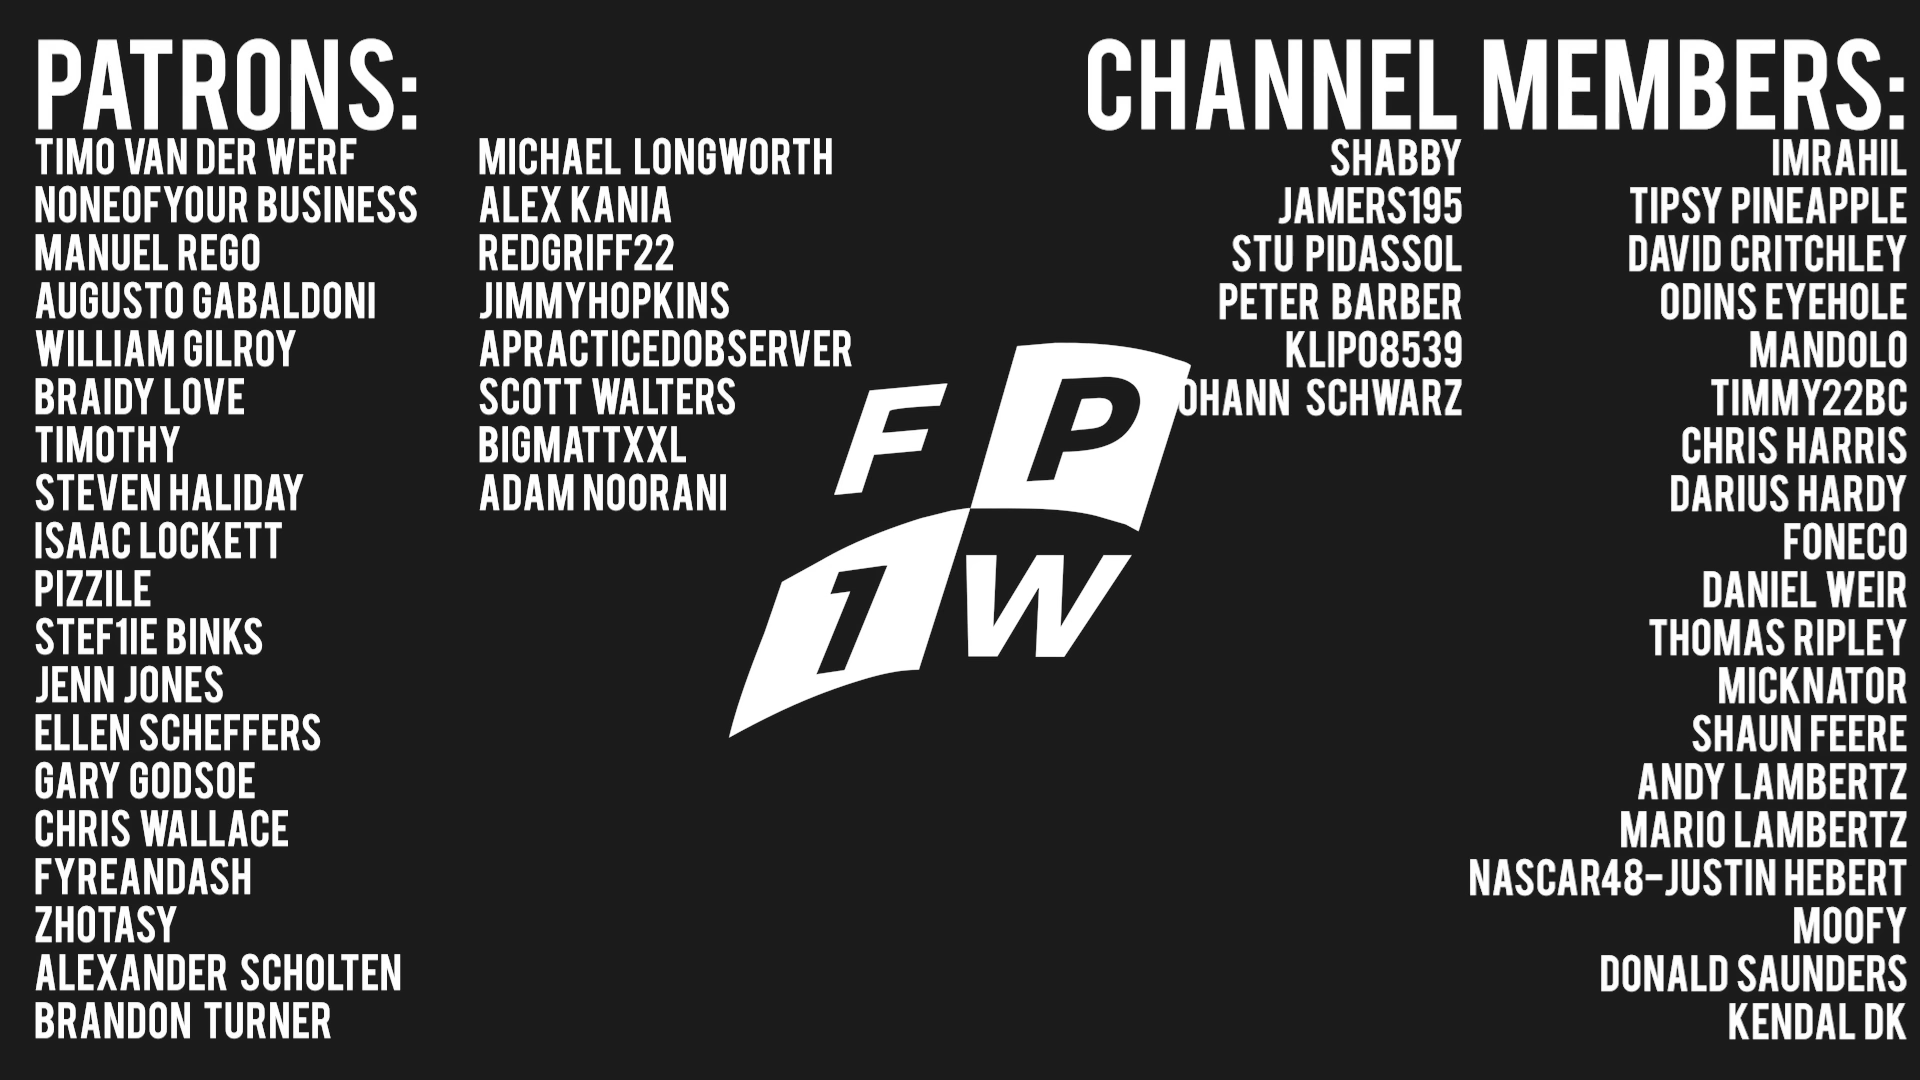 PATRONS:
TIMO VAN DER WERF
NONEOFYOUR BUSINESS
MANUEL REGO
AUGUSTO GABALDONI
WILLIAM GILROY
BRAIDY LOVE
TIMOTHY
STEVEN HALIDAY
ISAAC LOCKETT
PIZZILE
STEF1IE BINKS
JENN JONES
ELLEN SCHEFFERS
GARY GODSOE
CHRIS WALLACE
FYREANDASH
ZHOTASY
ALEXANDER SCHOLTEN
BRANDON TURNER
MICHAEL LONGWORTH
ALEX KANIA
REDGRIFF22
JIMMYHOPKINS
APRACTICEDOBSERVER
SCOTT WALTERS
BIGMATTXXL
ADAM NOORANI
F P
1 W
CHANNEL MEMBERS:
SHABBY
JAMERS195
STU PIDASSOL
PETER BARBER
KLIPO8539
OHANN SCHWARZ
IMRAHIL
TIPSY PINEAPPLE
DAVID CRITCHLEY
ODINS EYEHOLE
MANDOLO
TIMMY22BC
CHRIS HARRIS
DARIUS HARDY
FONECO
DANIEL WEIR
THOMAS RIPLEY
MICKNATOR
SHAUN FEERE
ANDY LAMBERTZ
MARIO LAMBERTZ
NASCAR48-JUSTIN HEBERT
MOOFY
DONALD SAUNDERS
KENDAL DK